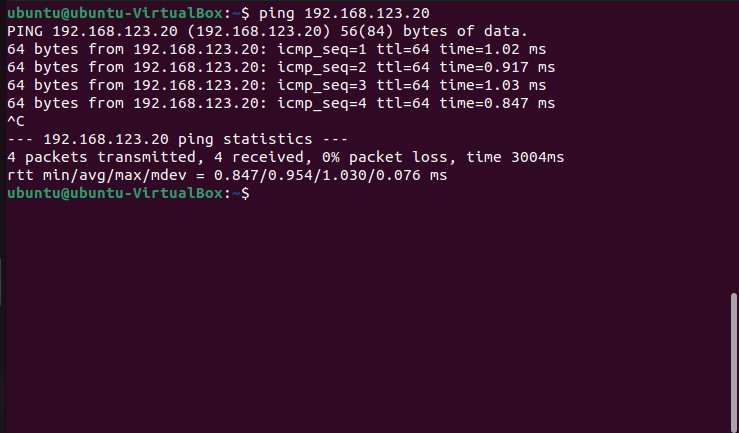 ubuntu@ubuntu-VirtualBox:~$ ping 192.168.123.20
PING 192.168.123.20 (192.168.123.20) 56(84) bytes of data.
64 bytes from 192.168.123.20: icmp_seq=1 ttl=64 time=1.02 ms
64 bytes from 192.168.123.20: icmp_seq=2 ttl=64 time=0.917 ms
64 bytes from 192.168.123.20: icmp_seq=3 ttl=64 time=1.03 ms
64 bytes from 192.168.123.20: icmp_seq=4 ttl=64 time=0.847 ms
^C
--- 192.168.123.20 ping statistics ---
4 packets transmitted, 4 received, 0% packet loss, time 3004ms
rtt min/avg/max/mdev = 0.847/0.954/1.030/0.076 ms
ubuntu@ubuntu-VirtualBox:~$